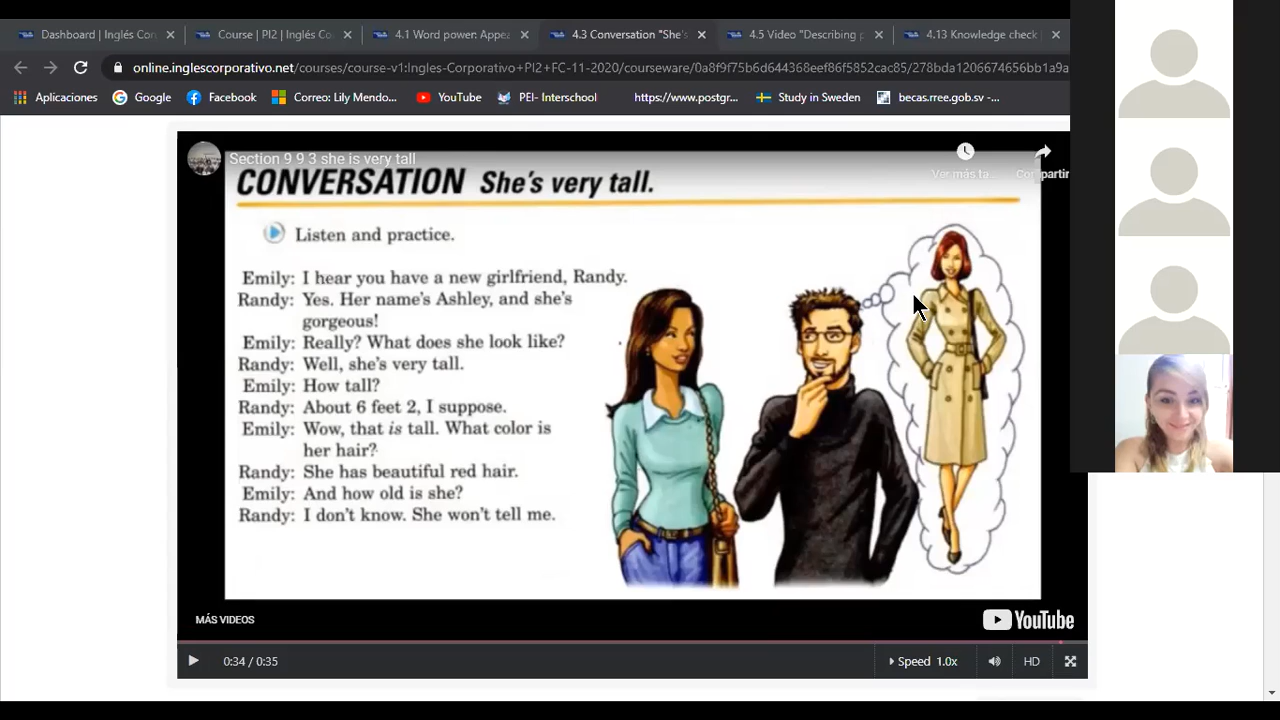 Dashboard | Inglés Cor
Course | PI2 | Inglés Co
4.1 Word power: Appea
4.3 Conversation "She's
4.5 Video "Describing p
4.13 Knowledge check
online.inglescorporativo.net/courses/course-v1:Ingles-Corporativo+PI2+FC-11-2020/courseware/0a8f9f75b6d644368eef86f5852cac85/278bda1206674656bb1a9a
Aplicaciones
Google
Facebook
Correo: Lily Mendo...
YouTube
PEI- Interschool
https://www.postgr...
Study in Sweden
becas.rree.gob.sv -...
Section 9 9 3 she is very tall
Ver más ta...
Compartir
CONVERSATION She's very tall.
Listen and practice.
Emily: I hear you have a new girlfriend, Randy.
Randy: Yes. Her name's Ashley, and she's
gorgeous!
Emily: Really? What does she look like?
Randy: Well, she's very tall.
Emily: How tall?
Randy: About 6 feet 2, I suppose.
Emily: Wow, that is tall. What color is
her hair?
Randy: She has beautiful red hair.
Emily: And how old is she?
Randy: I don't know. She won't tell me.
MÁS VIDEOS
YouTube
0:34 / 0:35
Speed 1.0x
HD